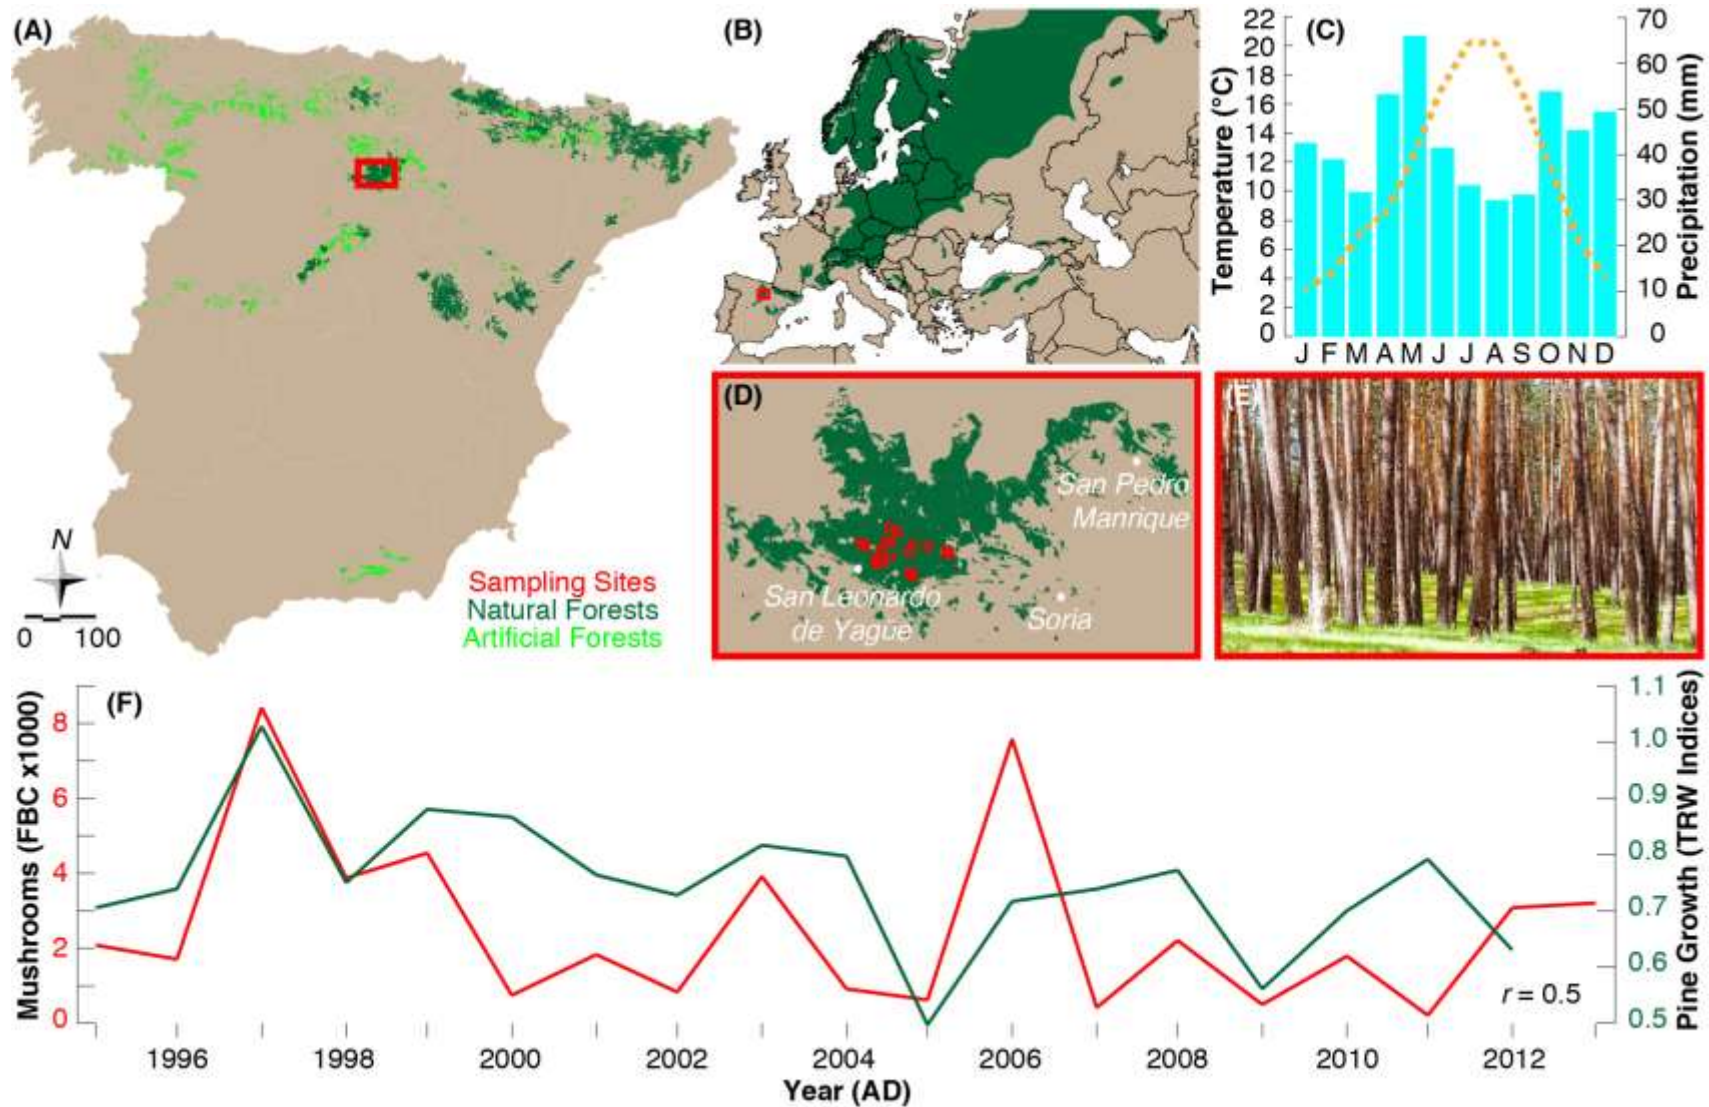 (A)
N
0 100
Sampling Sites
Natural Forests
Artificial Forests
(B)
(C)
22
20
18
16
14
12
10
8
6
4
2
0
Temperature (°C)
70
60
50
40
30
20
10
0
Precipitation (mm)
J F M A M J J A S O N D
(D)
San Pedro
Manrique
San Leonardo
de Yagüe
Soria
(E)
(F)
Mushrooms (FBC x1000)
8
6
4
2
0
1.1
1.0
0.9
0.8
0.7
0.6
0.5
Pine Growth (TRW Indices)
r = 0.5
1996 1998 2000 2002 2004 2006 2008 2010 2012
Year (AD)